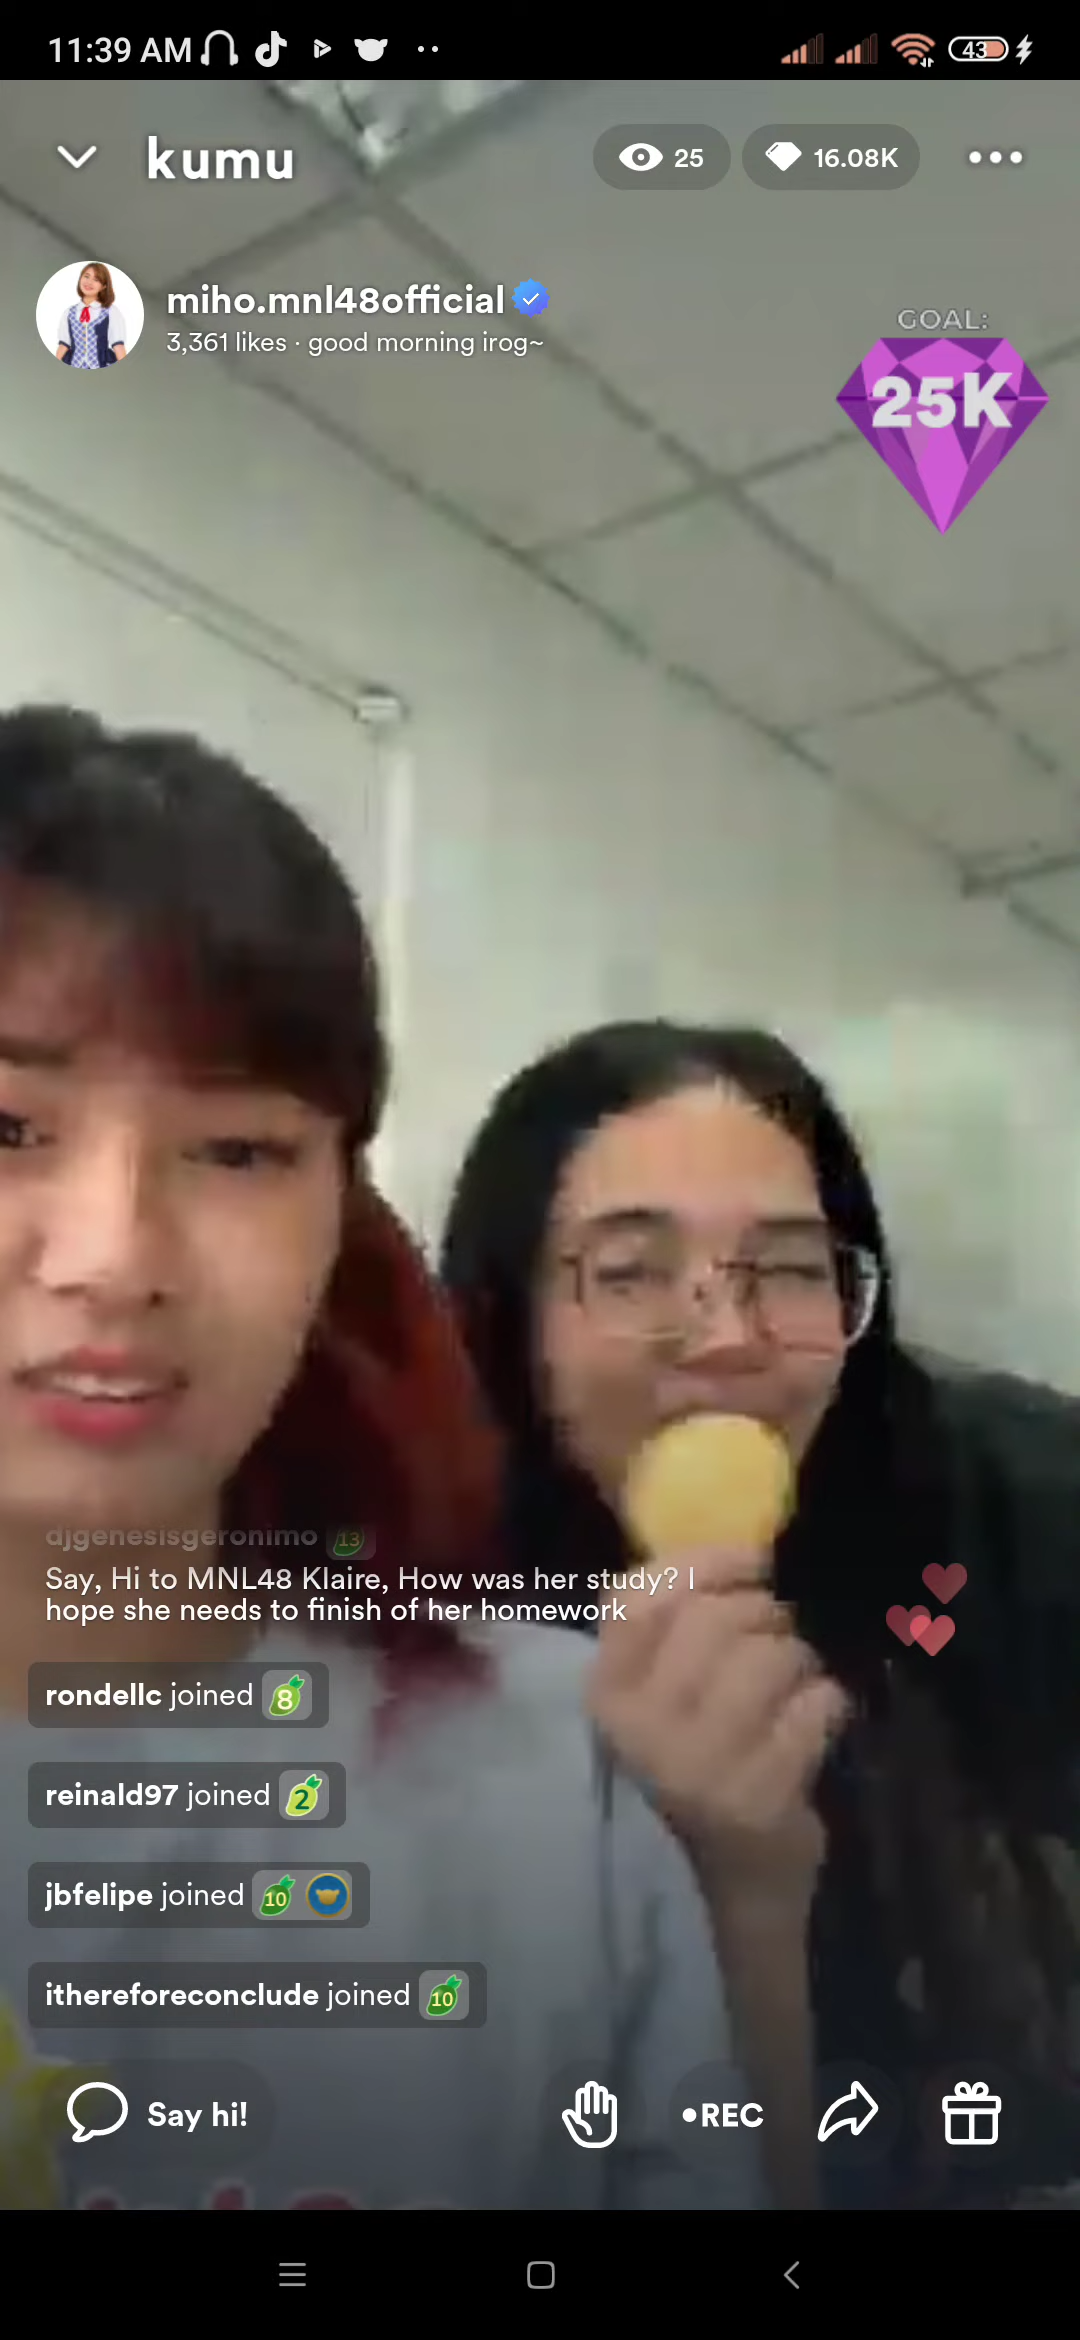 11:39 AM
43
kumu
25
16.08K
miho.mnl48official
3,361 likes · good morning irog~
GOAL:
25K
djgenesisgeronimo 13
Say, Hi to MNL48 Klaire, How was her study? I
hope she needs to finish of her homework
rondellc joined 8
reinald97 joined 2
jbfelipe joined 10
ithereforeconclude joined 10
Say hi!
•REC